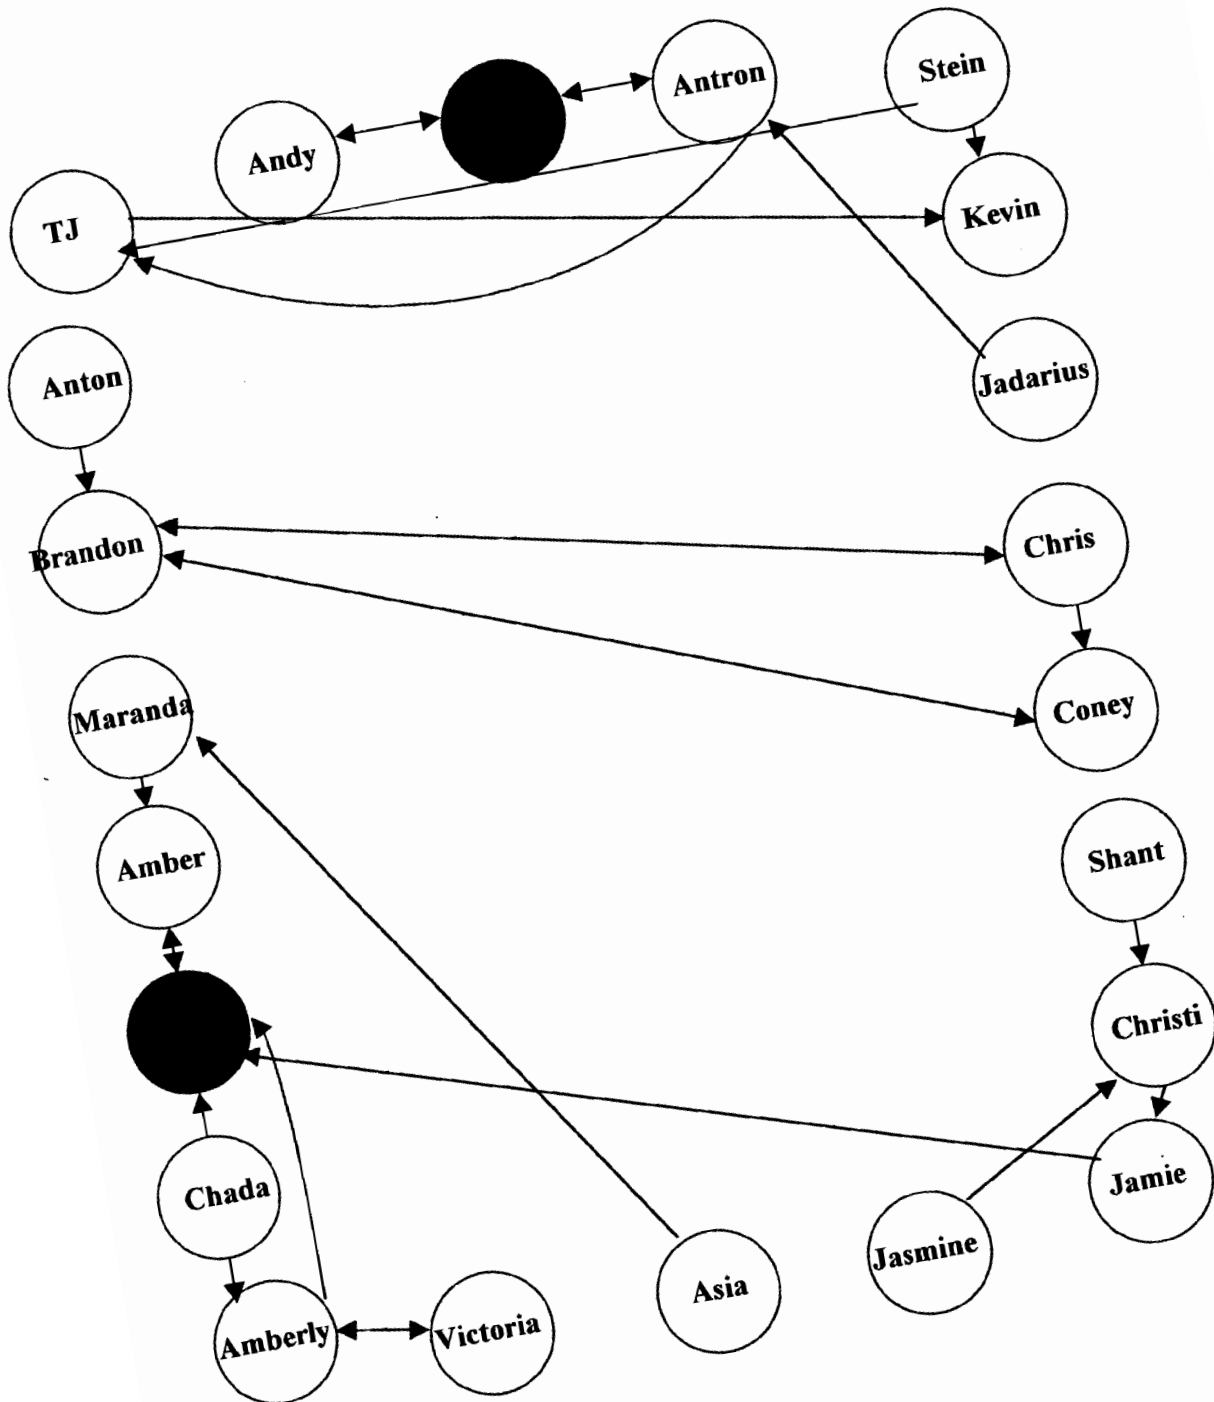 Stein
Antron
Andy
TJ
Kevin
Anton
Jadarius
Brandon
Chris
Maranda
Coney
Amber
Shant
Christi
Chada
Jamie
Jasmine
Asia
Amberly
Victoria